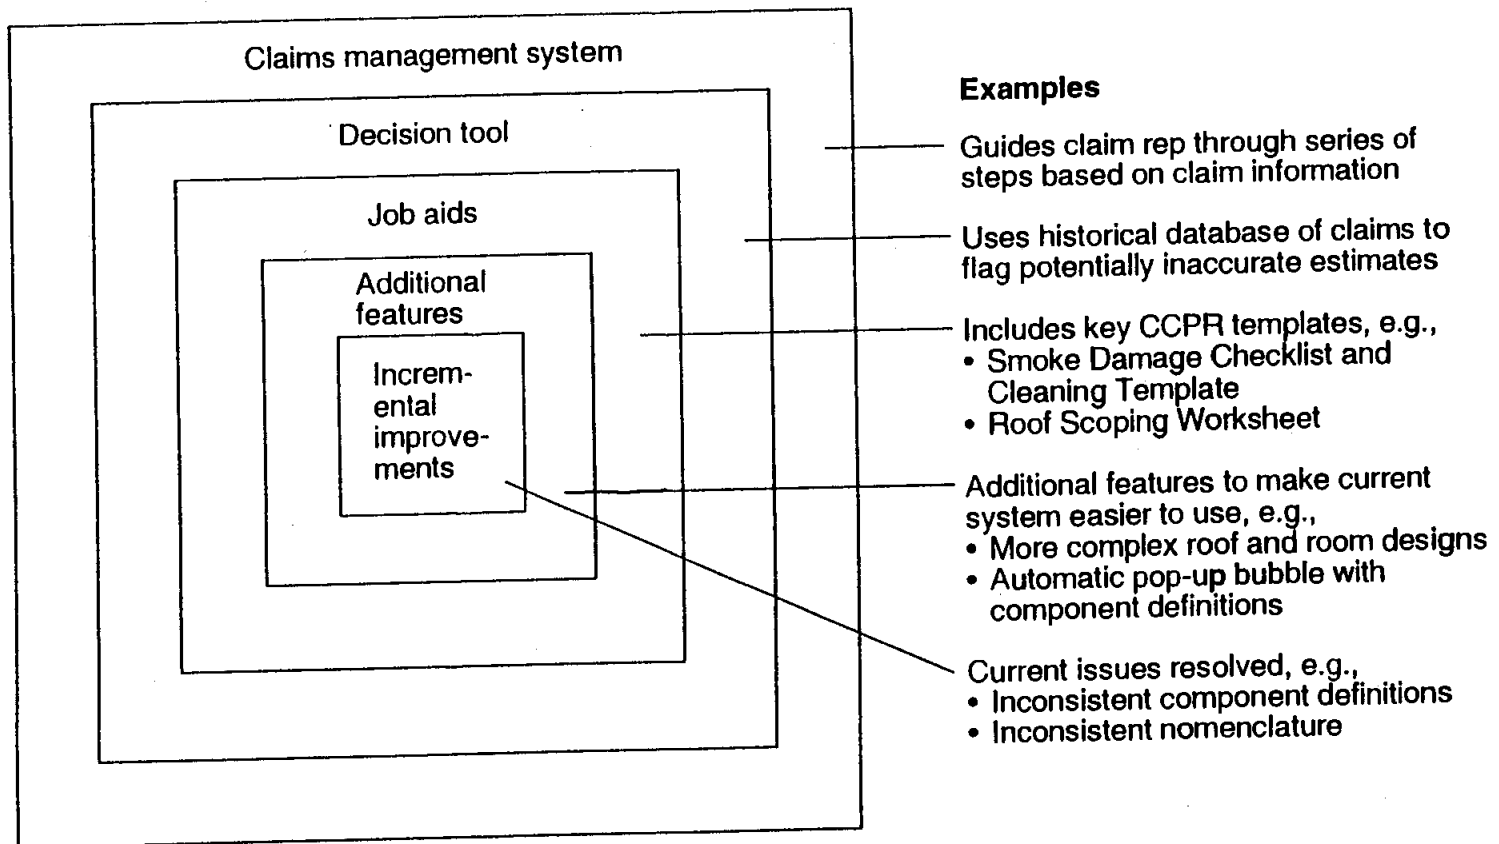 Claims management system
Decision tool
Job aids
Additional
features
Increm-
ental
improve-
ments
Examples
Guides claim rep through series of
steps based on claim information
Uses historical database of claims to
flag potentially inaccurate estimates
Includes key CCPR templates, e.g.,
• Smoke Damage Checklist and
Cleaning Template
• Roof Scoping Worksheet
Additional features to make current
system easier to use, e.g.,
• More complex roof and room designs
• Automatic pop-up bubble with
component definitions
Current issues resolved, e.g.,
• Inconsistent component definitions
• Inconsistent nomenclature